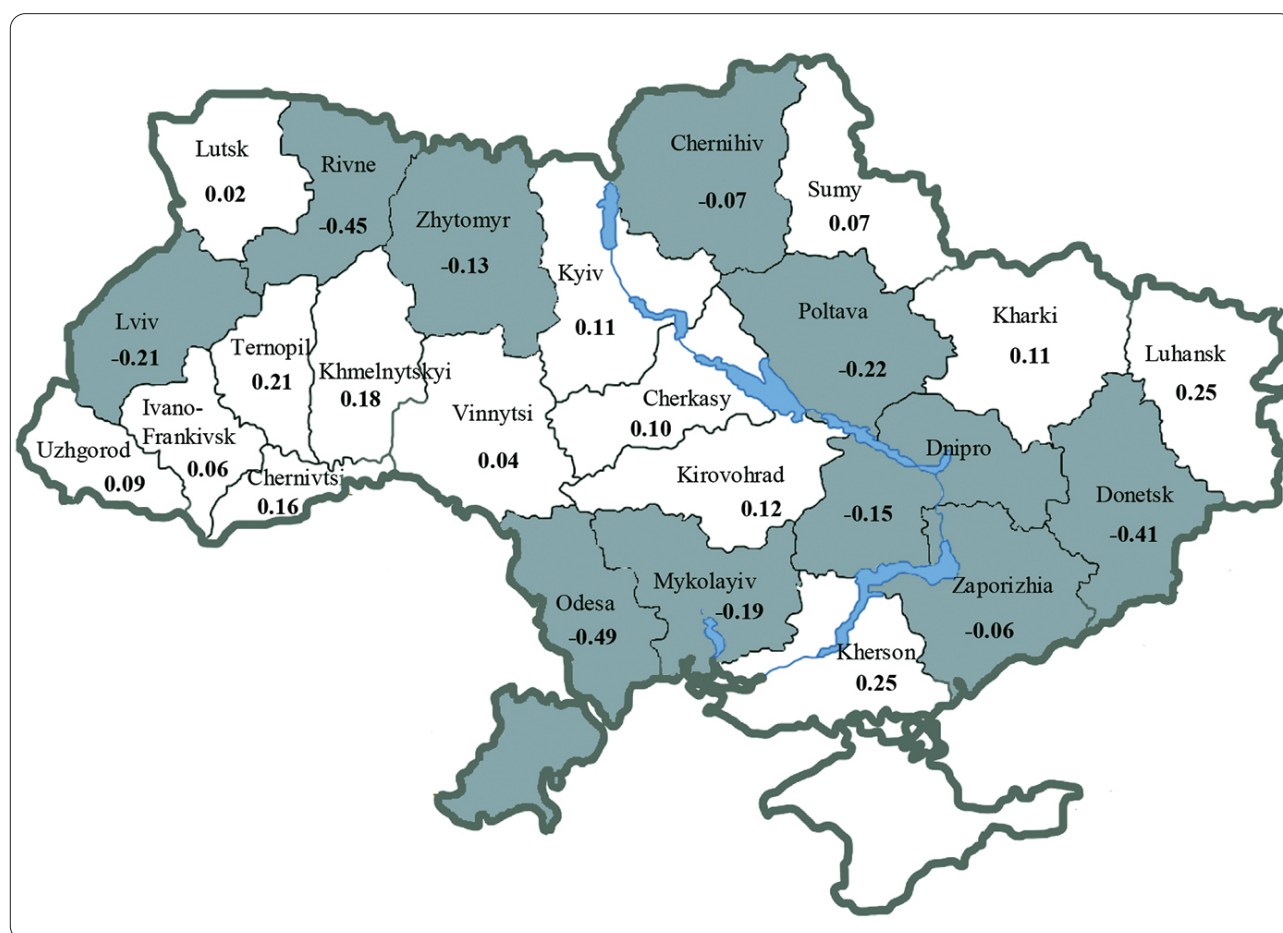 Chernihiv
-0.07
Lutsk
0.02
Rivne
-0.45
Sumy
0.07
Zhytomyr
-0.13
Kyiv
0.11
Lviv
-0.21
Poltava
-0.22
Kharki
0.11
Ternopil
0.21
Khmelnytskyi
0.18
Luhansk
0.25
Ivano-
Frankivsk
0.06
Vinnytsi
0.04
Cherkasy
0.10
Uzhgorod
0.09
Chernivtsi
0.16
Kirovohrad
0.12
Dnipro
-0.15
Donetsk
-0.41
Odesa
-0.49
Mykolayiv
-0.19
Zaporizhia
-0.06
Kherson
0.25